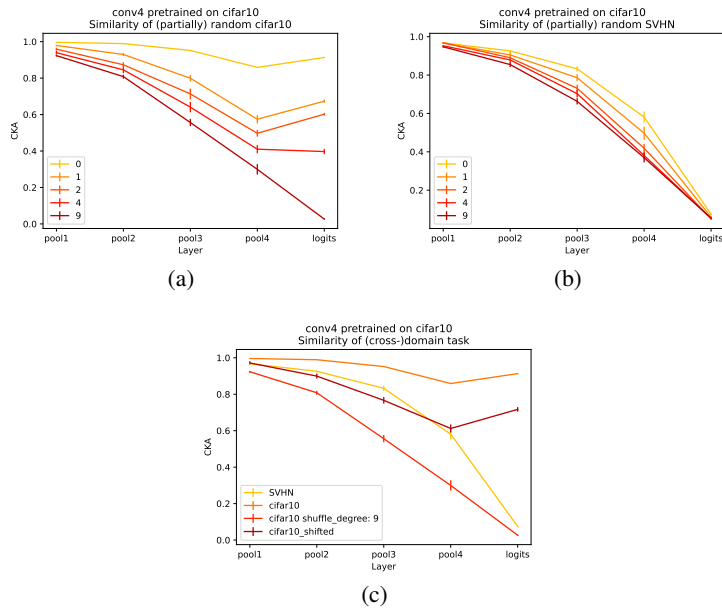 conv4 pretrained on cifar10
Similarity of (partially) random cifar10
1.0
0.8
0.6
0.4
0.2
0.0
CKA
0
1
2
4
9
pool1 pool2 pool3 pool4 logits
Layer
(a)
conv4 pretrained on cifar10
Similarity of (partially) random SVHN
1.0
0.8
0.6
0.4
0.2
CKA
0
1
2
4
9
pool1 pool2 pool3 pool4 logits
Layer
(b)
conv4 pretrained on cifar10
Similarity of (cross-)domain task
1.0
0.8
0.6
0.4
0.2
0.0
CKA
SVHN
cifar10
cifar10 shuffle_degree: 9
cifar10_shifted
pool1 pool2 pool3 pool4 logits
Layer
(c)